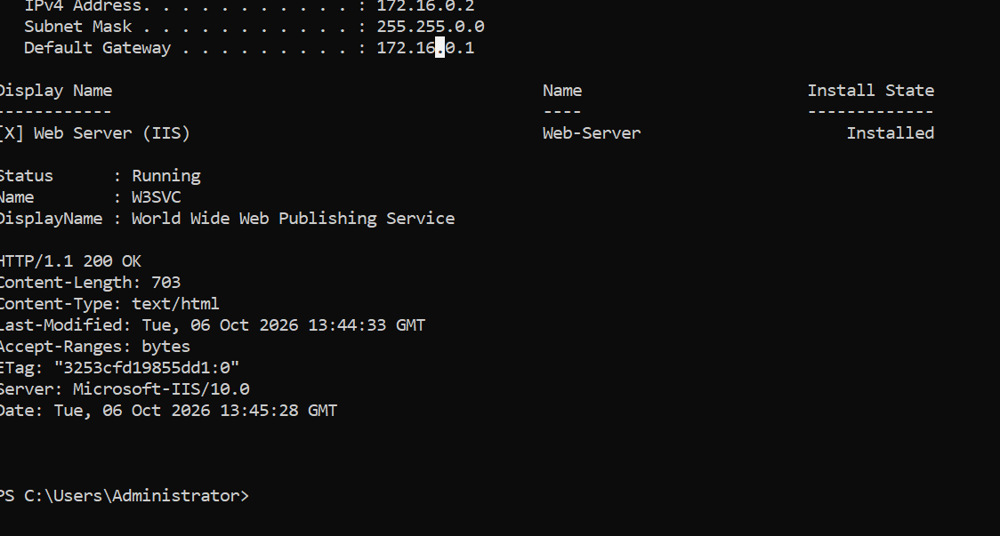 IPv4 Address. . . . . . . . . . . : 172.16.0.2
Subnet Mask . . . . . . . . . . . : 255.255.0.0
Default Gateway . . . . . . . . . : 172.16.0.1
Display Name Name Install State
------------ ---- -------------
[X] Web Server (IIS) Web-Server Installed
Status : Running
Name : W3SVC
DisplayName : World Wide Web Publishing Service
HTTP/1.1 200 OK
Content-Length: 703
Content-Type: text/html
Last-Modified: Tue, 06 Oct 2026 13:44:33 GMT
Accept-Ranges: bytes
ETag: "3253cfd19855dd1:0"
Server: Microsoft-IIS/10.0
Date: Tue, 06 Oct 2026 13:45:28 GMT
PS C:\Users\Administrator>